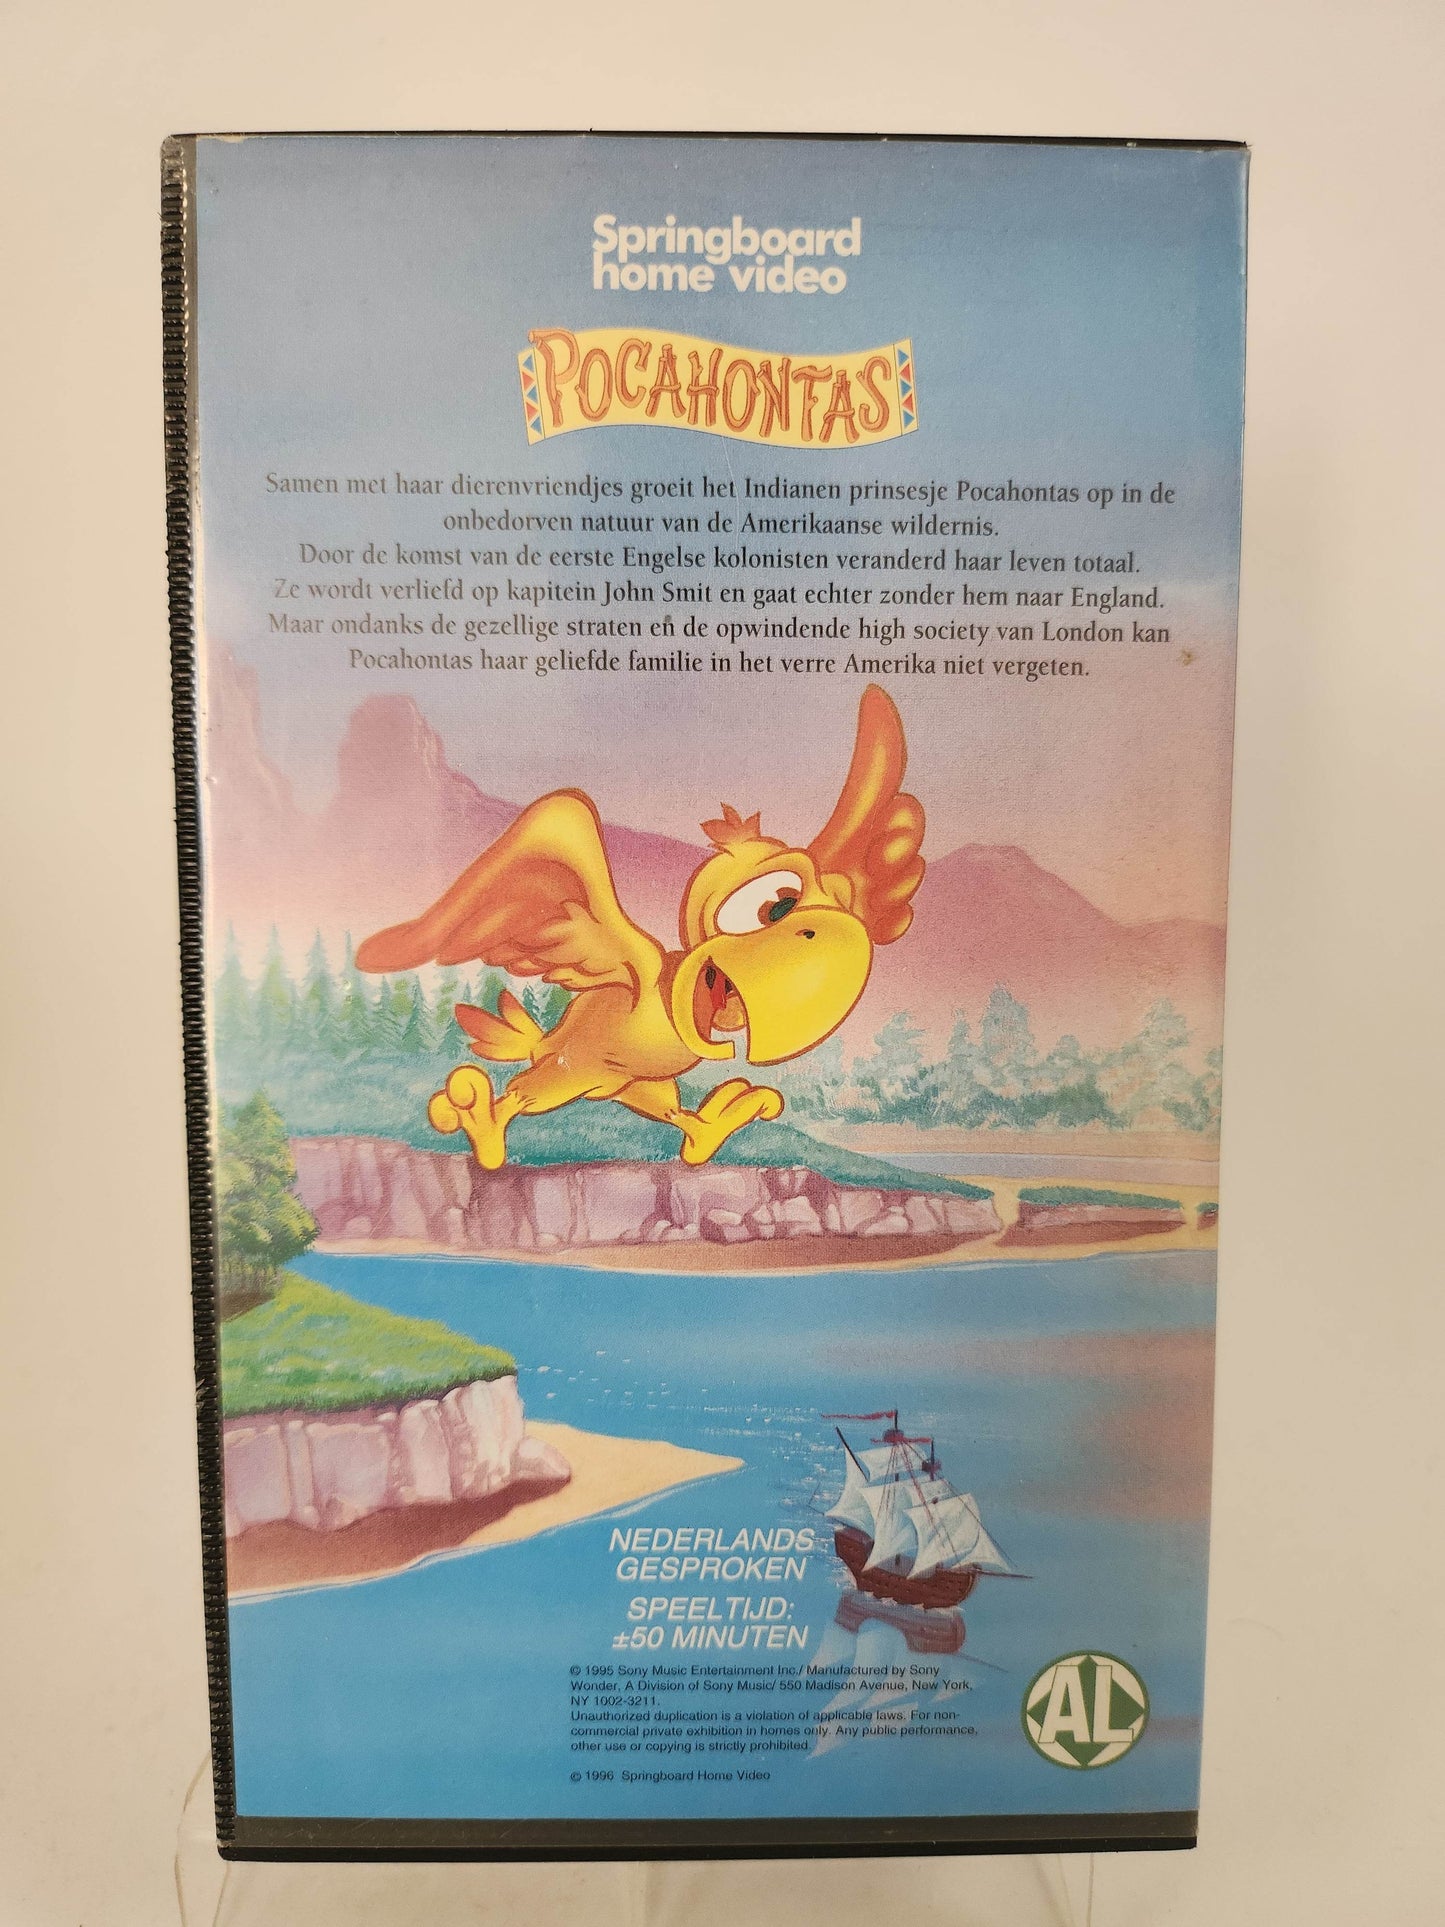 Springboard
home video
POCAHONTAS
Samen met haar dierenvriendjes groeit het Indianen prinsesje Pocahontas op in de
onbedorven natuur van de Amerikaanse wildernis.
Door de komst van de eerste Engelse kolonisten veranderd haar leven totaal.
Ze wordt verliefd op kapitein John Smit en gaat echter zonder hem naar England.
Maar ondanks de gezellige straten en de opwindende high society van London kan
Pocahontas haar geliefde familie in het verre Amerika niet vergeten.
NEDERLANDS
GESPROKEN
SPEELTIJD:
±50 MINUTEN
© 1995 Sony Music Entertainment Inc./ Manufactured by Sony
Wonder, A Division of Sony Music/ 550 Madison Avenue, New York,
NY 1002-3211.
Unauthorized duplication is a violation of applicable laws. For non-
commercial private exhibition in homes only. Any public performance,
other use or copying is strictly prohibited.
© 1996 Springboard Home Video
AL